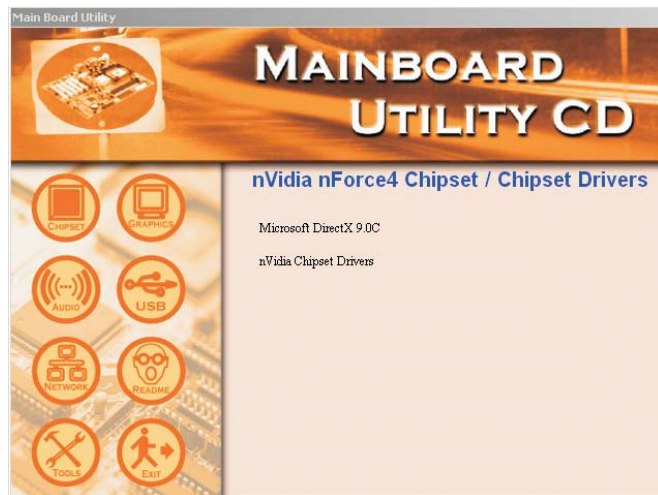 Main Board Utility
MAINBOARD
UTILITY CD
nVidia nForce4 Chipset / Chipset Drivers
Microsoft DirectX 9.0C
nVidia Chipset Drivers
CHIPSET
GRAPHICS
AUDIO
USB
NETWORK
README
TOOLS
EXIT